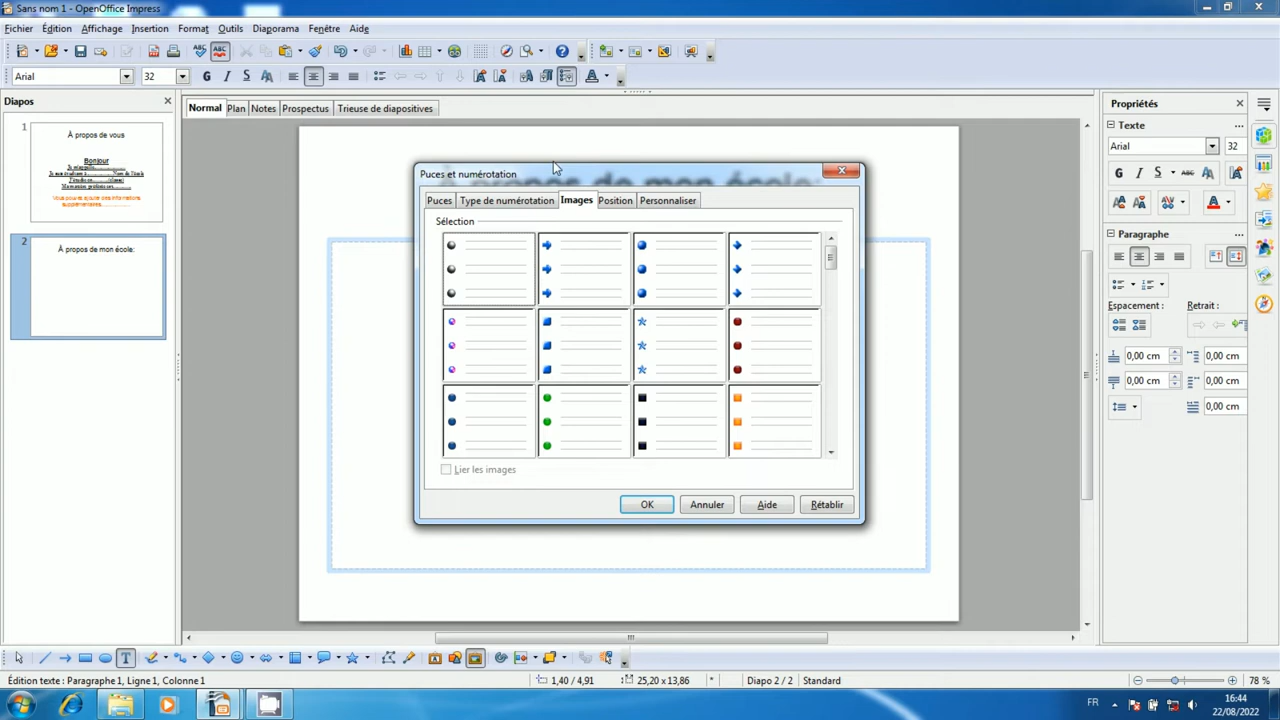 Sans nom 1 - OpenOffice Impress
Fichier Édition Affichage Insertion Format Outils Diaporama Fenêtre Aide
Arial 32
Diapos
Normal Plan Notes Prospectus Trieuse de diapositives
Propriétés
1
À propos de vous
Bonjour
2
À propos de mon école:
À propos de mon école:
Puces et numérotation
Puces Type de numérotation Images Position Personnaliser
Sélection
Lier les images
OK Annuler Aide Rétablir
Texte
Arial 32
Paragraphe
Espacement: Retrait:
0,00 cm 0,00 cm
0,00 cm 0,00 cm
0,00 cm
Édition texte : Paragraphe 1, Ligne 1, Colonne 1
1,40 / 4,91
25,20 x 13,86
*
Diapo 2 / 2
Standard
78 %
FR
16:44
22/08/2022